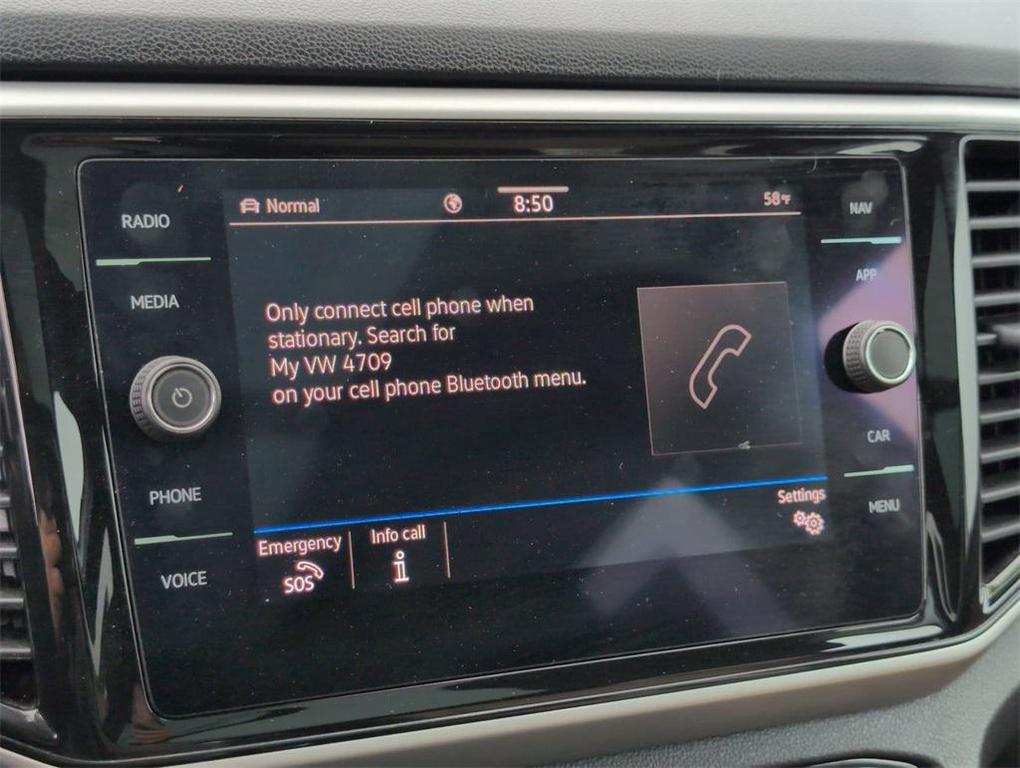 RADIO
MEDIA
PHONE
VOICE
Normal
8:50
58°F
Only connect cell phone when
stationary. Search for
My VW 4709
on your cell phone Bluetooth menu.
Emergency
SOS
Info call
i
Settings
NAV
APP
CAR
MENU